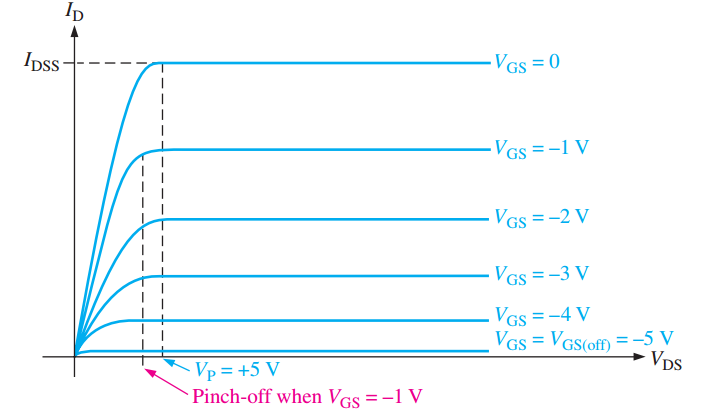 I_D
I_DSS
V_GS = 0
V_GS = –1 V
V_GS = –2 V
V_GS = –3 V
V_GS = –4 V
V_GS = V_GS(off) = –5 V
V_DS
V_P = +5 V
Pinch-off when V_GS = –1 V